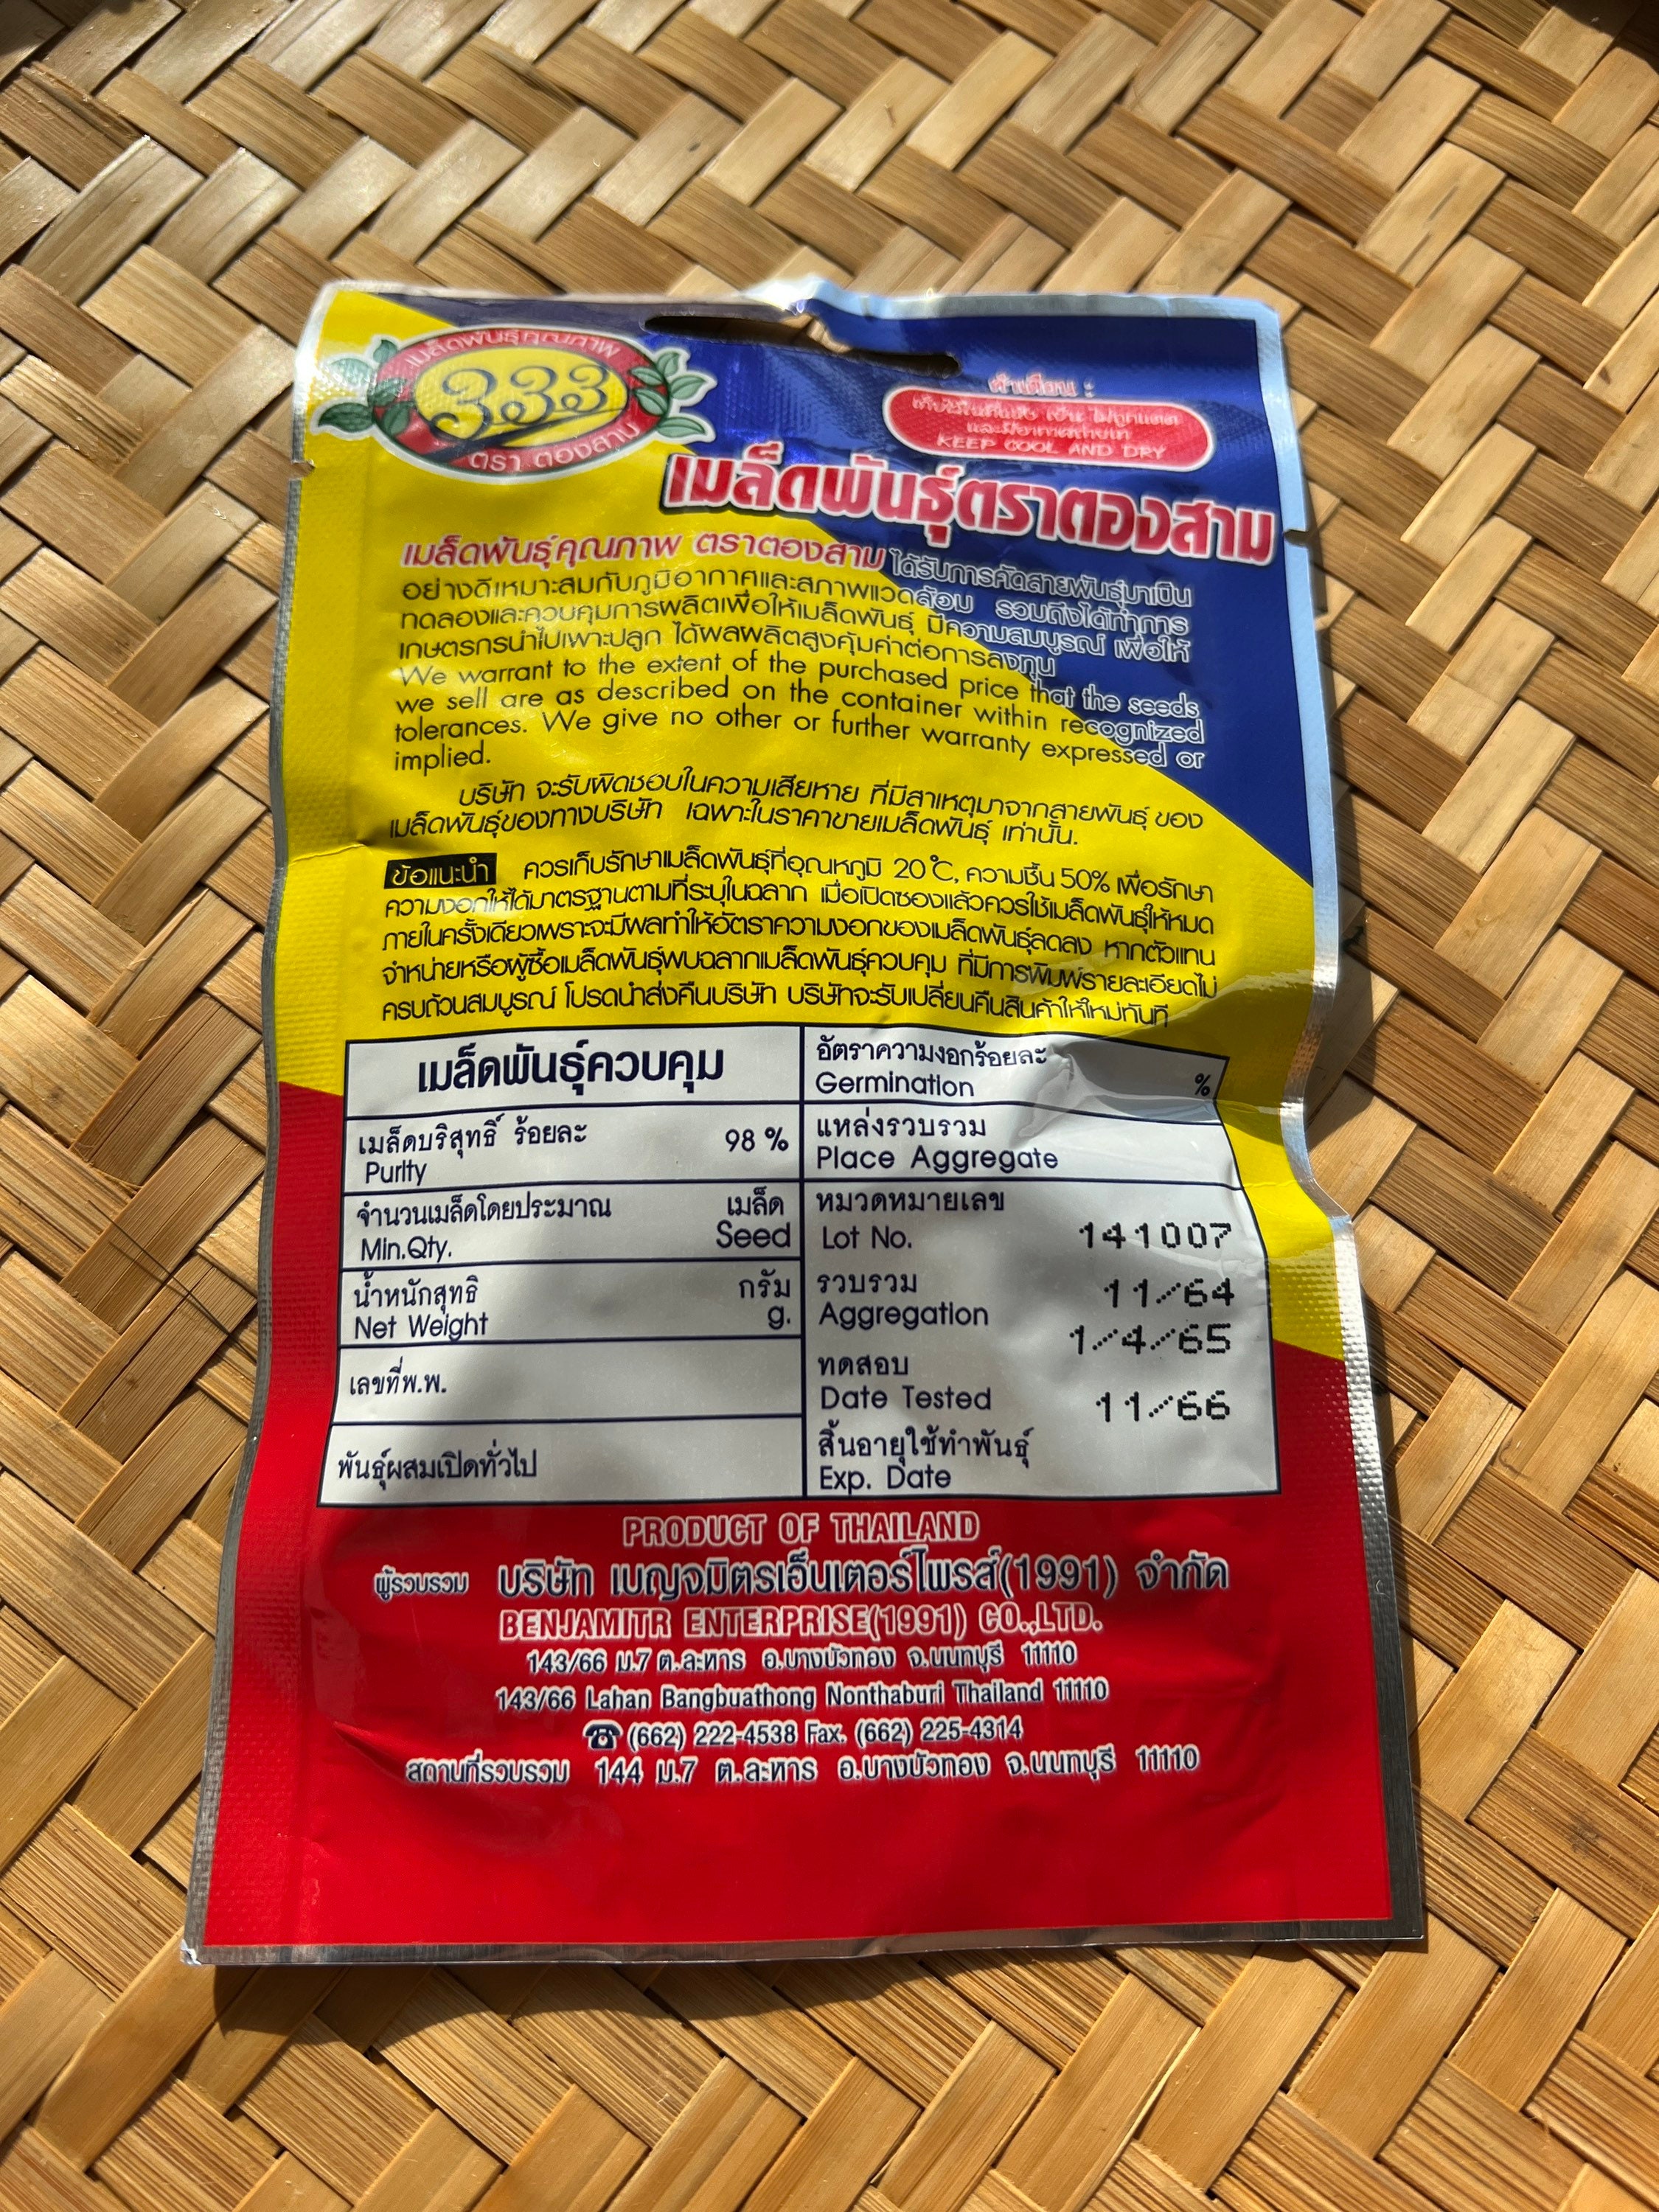 เมล็ดพันธุ์คุณภาพ
333
ตรา ตองสาม
คำเตือน :
เก็บไว้ในที่แห้ง เย็น ไม่ถูกแดด
และมีอากาศถ่ายเท
KEEP COOL AND DRY
เมล็ดพันธุ์ตราตองสาม
เมล็ดพันธุ์คุณภาพ ตราตองสาม ได้รับการคัดสายพันธุ์มาเป็น
อย่างดีเหมาะสมกับภูมิอากาศและสภาพแวดล้อม รวมถึงได้ทำการ
ทดลองและควบคุมการผลิตเพื่อให้เมล็ดพันธุ์ มีความสมบูรณ์ เพื่อให้
เกษตรกรนำไปเพาะปลูก ได้ผลผลิตสูงคุ้มค่าต่อการลงทุน
We warrant to the extent of the purchased price that the seeds
we sell are as described on the container within recognized
tolerances. We give no other or further warranty expressed or
implied.
บริษัท จะรับผิดชอบในความเสียหาย ที่มีสาเหตุมาจากสายพันธุ์ ของ
เมล็ดพันธุ์ของทางบริษัท เฉพาะในราคาขายเมล็ดพันธุ์ เท่านั้น.
ข้อแนะนำ ควรเก็บรักษาเมล็ดพันธุ์ที่อุณหภูมิ 20 ํC, ความชื้น 50% เพื่อรักษา
ความงอกให้ได้มาตรฐานตามที่ระบุในฉลาก เมื่อเปิดซองแล้วควรใช้เมล็ดพันธุ์ให้หมด
ภายในครั้งเดียวเพราะจะมีผลทำให้อัตราความงอกของเมล็ดพันธุ์ลดลง หากตัวแทน
จำหน่ายหรือผู้ซื้อเมล็ดพันธุ์พบฉลากเมล็ดพันธุ์ควบคุม ที่มีการพิมพ์รายละเอียดไม่
ครบถ้วนสมบูรณ์ โปรดนำส่งคืนบริษัท บริษัทจะรับเปลี่ยนคืนสินค้าให้ใหม่ทันที
เมล็ดพันธุ์ควบคุม
เมล็ดบริสุทธิ์ ร้อยละ 98 %
Purity
จำนวนเมล็ดโดยประมาณ เมล็ด
Min.Qty. Seed
น้ำหนักสุทธิ กรัม
Net Weight g.
เลขที่พ.พ.
พันธุ์ผสมเปิดทั่วไป
อัตราความงอกร้อยละ
Germination %
แหล่งรวบรวม
Place Aggregate
หมวดหมายเลข
Lot No. 141007
รวบรวม 11/64
Aggregation
1/4/65
ทดสอบ
Date Tested 11/66
สิ้นอายุใช้ทำพันธุ์
Exp. Date
PRODUCT OF THAILAND
ผู้รวบรวม บริษัท เบญจมิตรเอ็นเตอร์ไพรส์(1991) จำกัด
BENJAMITR ENTERPRISE(1991) CO.,LTD.
143/66 ม.7 ต.ละหาร อ.บางบัวทอง จ.นนทบุรี 11110
143/66 Lahan Bangbuathong Nonthaburi Thailand 11110
☎ (662) 222-4538 Fax. (662) 225-4314
สถานที่รวบรวม 144 ม.7 ต.ละหาร อ.บางบัวทอง จ.นนทบุรี 11110